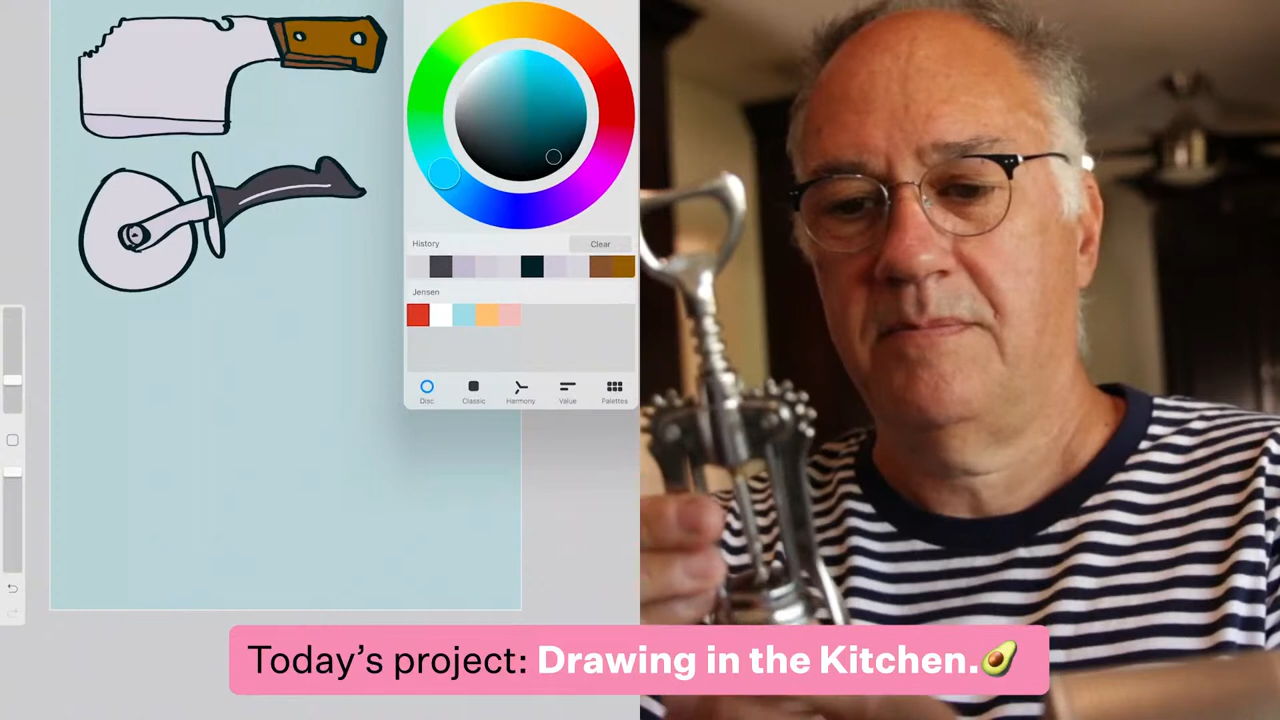 History
Clear
Jensen
Disc
Classic
Harmony
Value
Palettes
Today's project: Drawing in the Kitchen.🥑